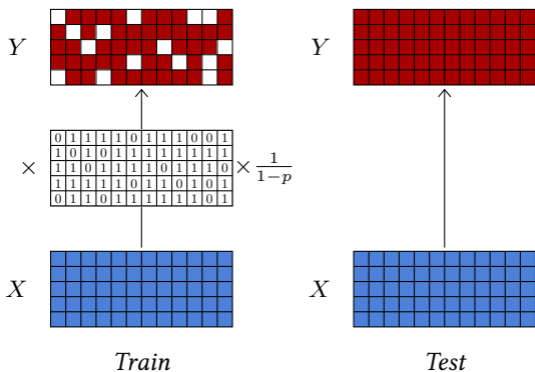 Y Y
0 1 1 1 1 0 1 1 1 0 0 1
1 0 1 0 1 1 1 1 1 1 1 1
× 1 1 0 1 1 1 1 0 1 1 1 0 × 1/(1−p)
1 1 1 1 1 0 1 1 0 1 0 1
0 1 1 0 1 1 1 1 1 1 0 1
X X
Train Test